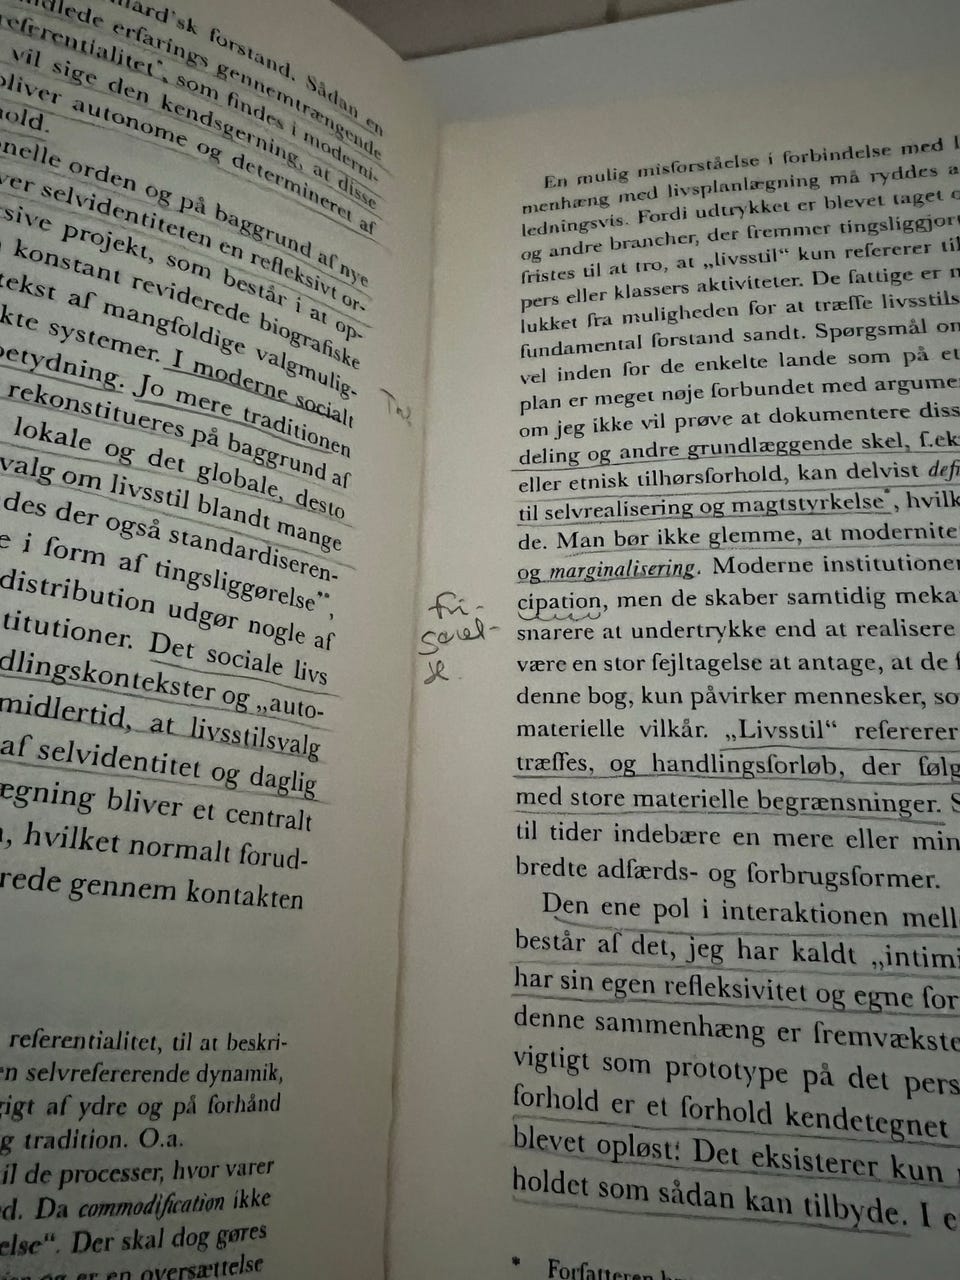 forstand. Sådan en
erfarings gennemtrængende
referentialitet*, som findes i moderni-
vil sige den kendsgerning, at disse
bliver autonome og determineret af
hold.
nelle orden og på baggrund af nye
ver selvidentiteten en refleksivt or-
sive projekt, som består i at op-
konstant reviderede biografiske
tekst af mangfoldige valgmulig-
kte systemer. I moderne socialt
betydning. Jo mere traditionen
rekonstitueres på baggrund af
lokale og det globale, desto
valg om livsstil blandt mange
des der også standardiseren-
e i form af tingsliggørelse**,
distribution udgør nogle af
titutioner. Det sociale livs
dlingskontekster og „auto-
midlertid, at livsstilsvalg
af selvidentitet og daglig
ægning bliver et centralt
, hvilket normalt forud-
rede gennem kontakten
referentialitet, til at beskri-
en selvrefererende dynamik,
gigt af ydre og på forhånd
g tradition. O.a.
il de processer, hvor varer
d. Da commodification ikke
else“. Der skal dog gøres
er en oversættelse
fri-
sæt-
se
En mulig misforståelse i forbindelse med l
menhæng med livsplanlægning må ryddes a
ledningsvis. Fordi udtrykket er blevet taget o
og andre brancher, der fremmer tingsliggjort
fristes til at tro, at „livsstil“ kun refererer til
pers eller klassers aktiviteter. De fattige er n
lukket fra muligheden for at træffe livsstils
fundamental forstand sandt. Spørgsmål on
vel inden for de enkelte lande som på et
plan er meget nøje forbundet med argume
om jeg ikke vil prøve at dokumentere diss
deling og andre grundlæggende skel, f.eks
eller etnisk tilhørsforhold, kan delvist defi
til selvrealisering og magtstyrkelse*, hvilk
de. Man bør ikke glemme, at modernite
og marginalisering. Moderne institutioner
cipation, men de skaber samtidig meka
snarere at undertrykke end at realisere
være en stor fejltagelse at antage, at de f
denne bog, kun påvirker mennesker, so
materielle vilkår. „Livsstil“ refererer
træffes, og handlingsforløb, der følg
med store materielle begrænsninger. S
til tider indebære en mere eller min
bredte adfærds- og forbrugsformer.
Den ene pol i interaktionen mell
består af det, jeg har kaldt „intimi
har sin egen refleksivitet og egne for
denne sammenhæng er fremvækste
vigtigt som prototype på det pers
forhold er et forhold kendetegnet
blevet opløst: Det eksisterer kun
holdet som sådan kan tilbyde. I e
* Forfatteren